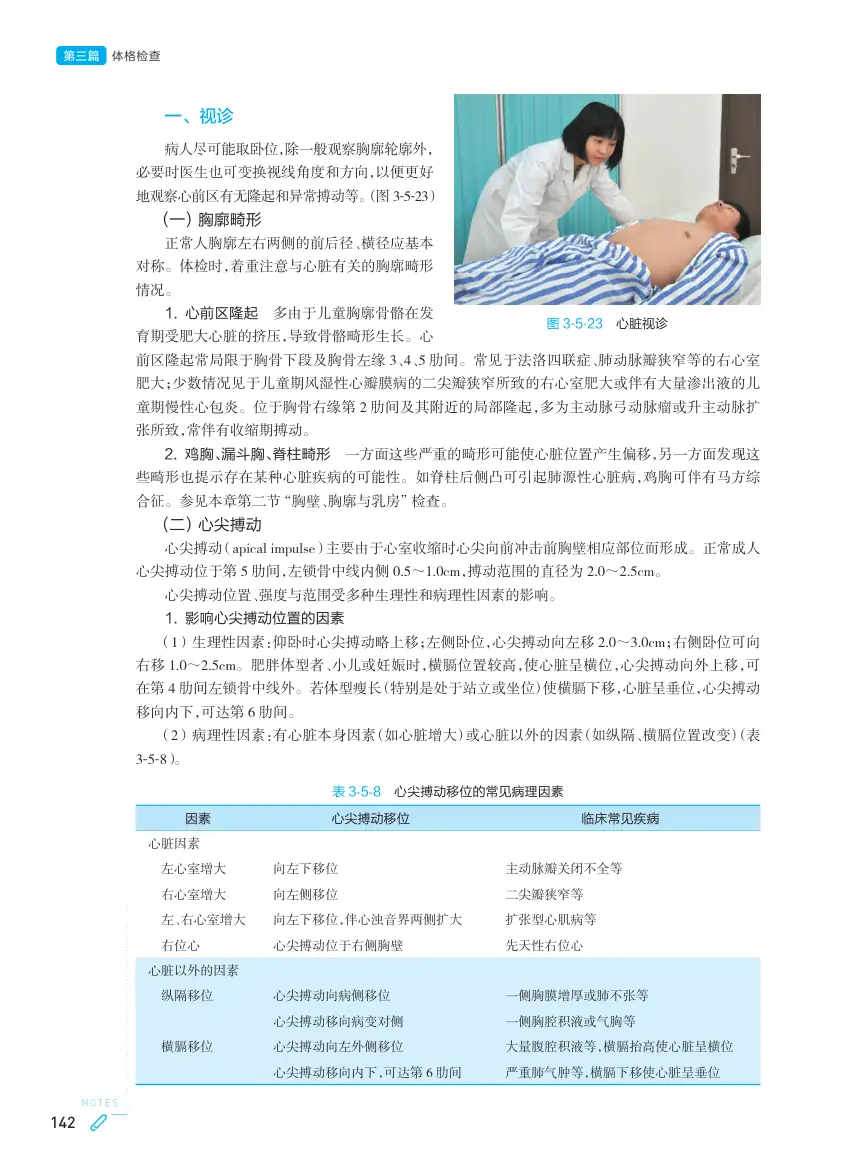 第三篇 体格检查
一、视诊
病人尽可能取卧位，除一般观察胸廓轮廓外，
必要时医生也可变换视线角度和方向，以便更好
地观察心前区有无隆起和异常搏动等。（图 3-5-23）
（一）胸廓畸形
正常人胸廓左右两侧的前后径、横径应基本
对称。体检时，着重注意与心脏有关的胸廓畸形
情况。
1. 心前区隆起　多由于儿童胸廓骨骼在发
育期受肥大心脏的挤压，导致骨骼畸形生长。心
图 3-5-23　心脏视诊
前区隆起常局限于胸骨下段及胸骨左缘 3、4、5 肋间。常见于法洛四联症、肺动脉瓣狭窄等的右心室
肥大；少数情况见于儿童期风湿性心瓣膜病的二尖瓣狭窄所致的右心室肥大或伴有大量渗出液的儿
童期慢性心包炎。位于胸骨右缘第 2 肋间及其附近的局部隆起，多为主动脉弓动脉瘤或升主动脉扩
张所致，常伴有收缩期搏动。
2. 鸡胸、漏斗胸、脊柱畸形　一方面这些严重的畸形可能使心脏位置产生偏移，另一方面发现这
些畸形也提示存在某种心脏疾病的可能性。如脊柱后侧凸可引起肺源性心脏病，鸡胸可伴有马方综
合征。参见本章第二节“胸壁、胸廓与乳房”检查。
（二）心尖搏动
心尖搏动（apical impulse）主要由于心室收缩时心尖向前冲击前胸壁相应部位而形成。正常成人
心尖搏动位于第 5 肋间，左锁骨中线内侧 0.5～1.0cm，搏动范围的直径为 2.0～2.5cm。
心尖搏动位置、强度与范围受多种生理性和病理性因素的影响。
1. 影响心尖搏动位置的因素
（1）生理性因素：仰卧时心尖搏动略上移；左侧卧位，心尖搏动向左移 2.0～3.0cm；右侧卧位可向
右移 1.0～2.5cm。肥胖体型者、小儿或妊娠时，横膈位置较高，使心脏呈横位，心尖搏动向外上移，可
在第 4 肋间左锁骨中线外。若体型瘦长（特别是处于站立或坐位）使横膈下移，心脏呈垂位，心尖搏动
移向内下，可达第 6 肋间。
（2）病理性因素：有心脏本身因素（如心脏增大）或心脏以外的因素（如纵隔、横膈位置改变）（表
3-5-8）。
表 3-5-8　心尖搏动移位的常见病理因素
因素　心尖搏动移位　临床常见疾病
心脏因素
左心室增大　向左下移位　主动脉瓣关闭不全等
右心室增大　向左侧移位　二尖瓣狭窄等
左、右心室增大　向左下移位，伴心浊音界两侧扩大　扩张型心肌病等
右位心　心尖搏动位于右侧胸壁　先天性右位心
心脏以外的因素
纵隔移位　心尖搏动向病侧移位　一侧胸膜增厚或肺不张等
心尖搏动移向病变对侧　一侧胸腔积液或气胸等
横膈移位　心尖搏动向左外侧移位　大量腹腔积液等，横膈抬高使心脏呈横位
心尖搏动移向内下，可达第 6 肋间　严重肺气肿等，横膈下移使心脏呈垂位
NOTES
142